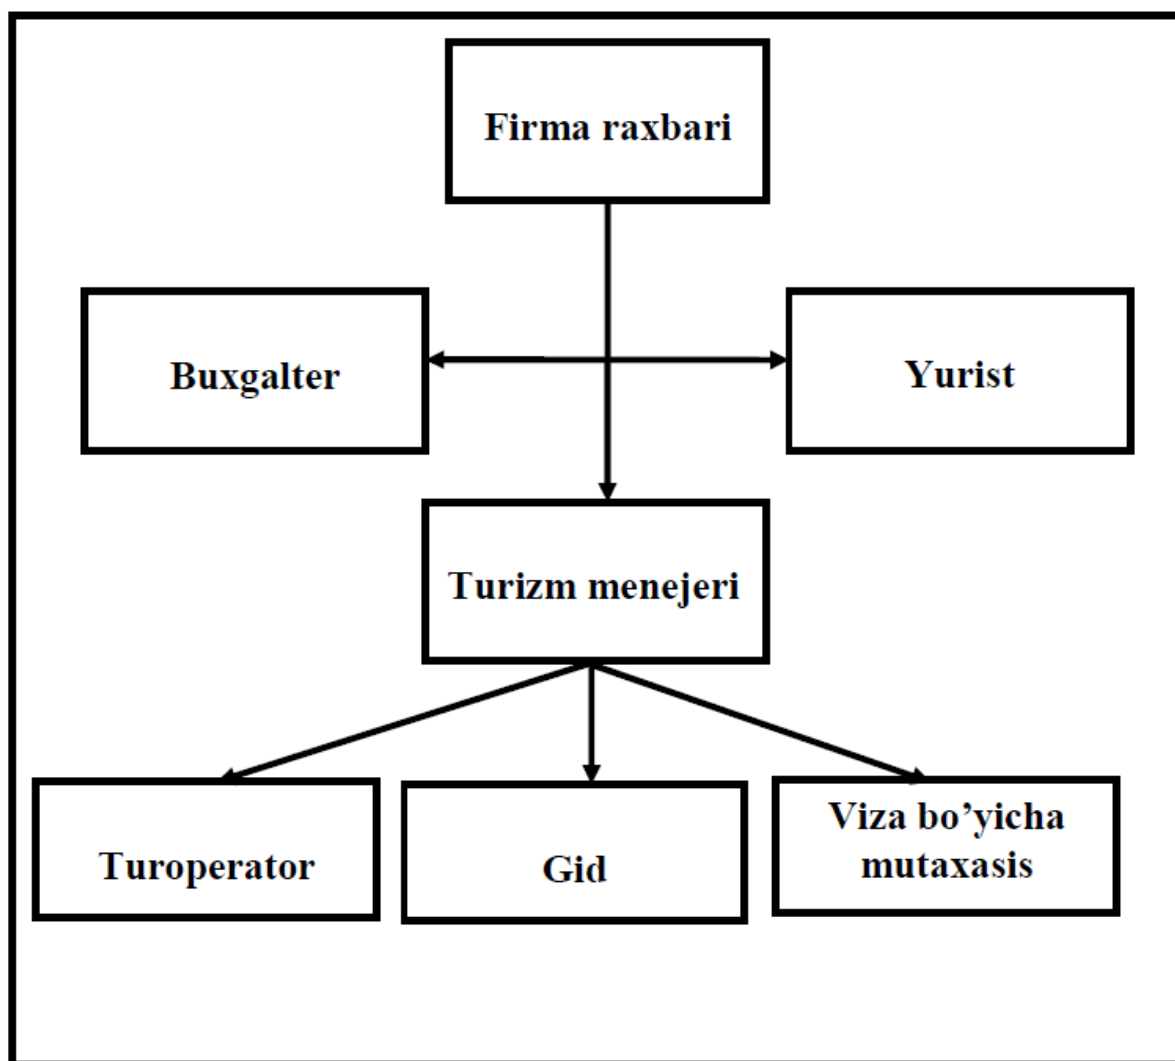 Firma raxbari
Buxgalter
Yurist
Turizm menejeri
Turoperator
Gid
Viza bo’yicha
mutaxasis